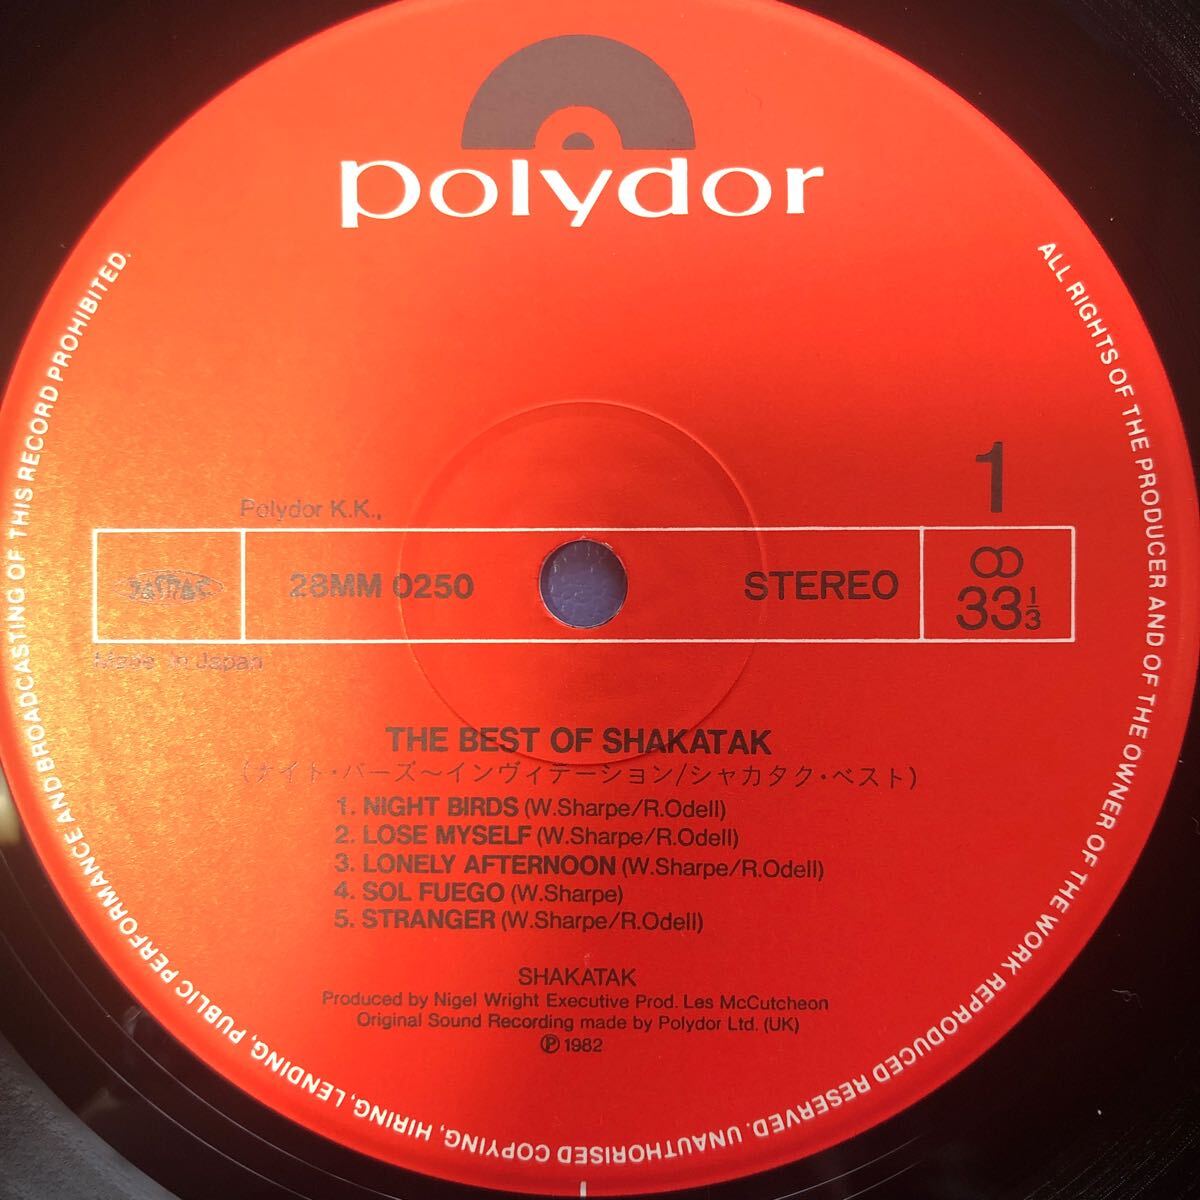 polydor
1
Polydor K.K.,
JASRAC
28MM 0250
STEREO
∞
33 1/3
Made in Japan
THE BEST OF SHAKATAK
(ナイト・バーズ〜インヴィテーション/シャカタク・ベスト)
1. NIGHT BIRDS (W.Sharpe/R.Odell)
2. LOSE MYSELF (W.Sharpe/R.Odell)
3. LONELY AFTERNOON (W.Sharpe/R.Odell)
4. SOL FUEGO (W.Sharpe)
5. STRANGER (W.Sharpe/R.Odell)
SHAKATAK
Produced by Nigel Wright Executive Prod. Les McCutcheon
Original Sound Recording made by Polydor Ltd. (UK)
Ⓟ1982
ALL RIGHTS OF THE PRODUCER AND OF THE OWNER OF THE WORK REPRODUCED RESERVED. UNAUTHORISED COPYING, HIRING, LENDING, PUBLIC PERFORMANCE AND BROADCASTING OF THIS RECORD PROHIBITED.